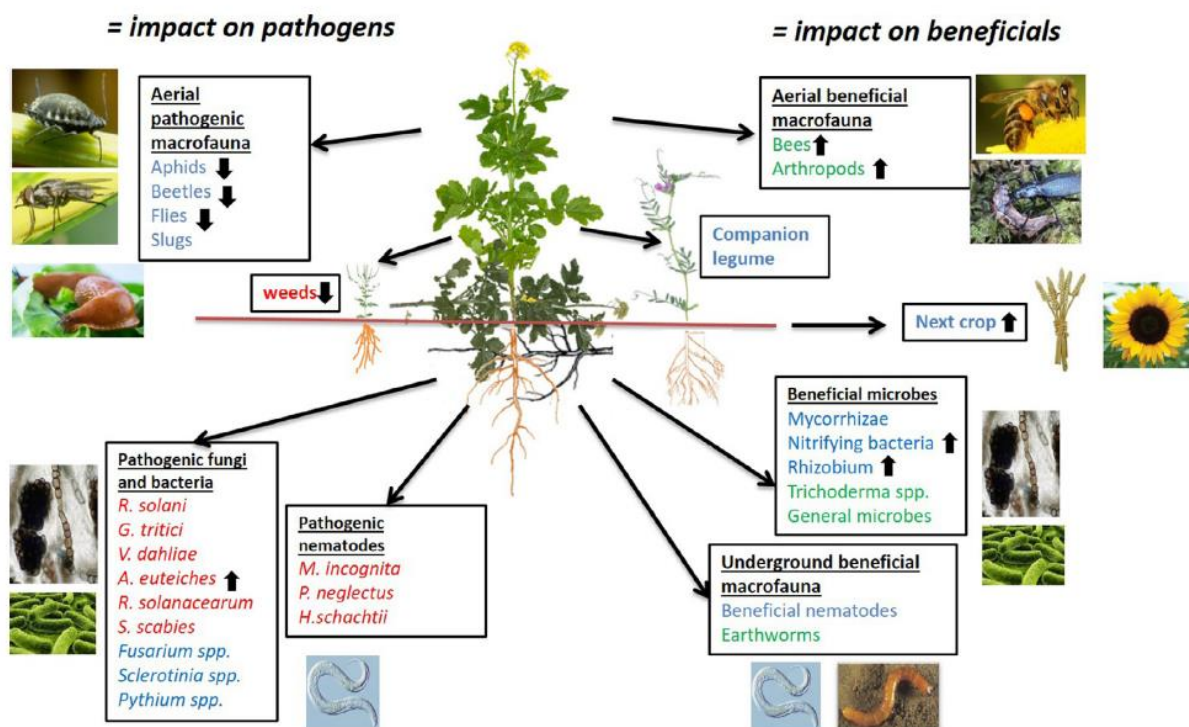 = impact on pathogens
= impact on beneficials
Aerial
pathogenic
macrofauna
Aphids
Beetles
Flies
Slugs
Aerial beneficial
macrofauna
Bees
Arthropods
Companion
legume
weeds
Next crop
Pathogenic fungi
and bacteria
R. solani
G. tritici
V. dahliae
A. euteiches
R. solanacearum
S. scabies
Fusarium spp.
Sclerotinia spp.
Pythium spp.
Pathogenic
nematodes
M. incognita
P. neglectus
H.schachtii
Beneficial microbes
Mycorrhizae
Nitrifying bacteria
Rhizobium
Trichoderma spp.
General microbes
Underground beneficial
macrofauna
Beneficial nematodes
Earthworms